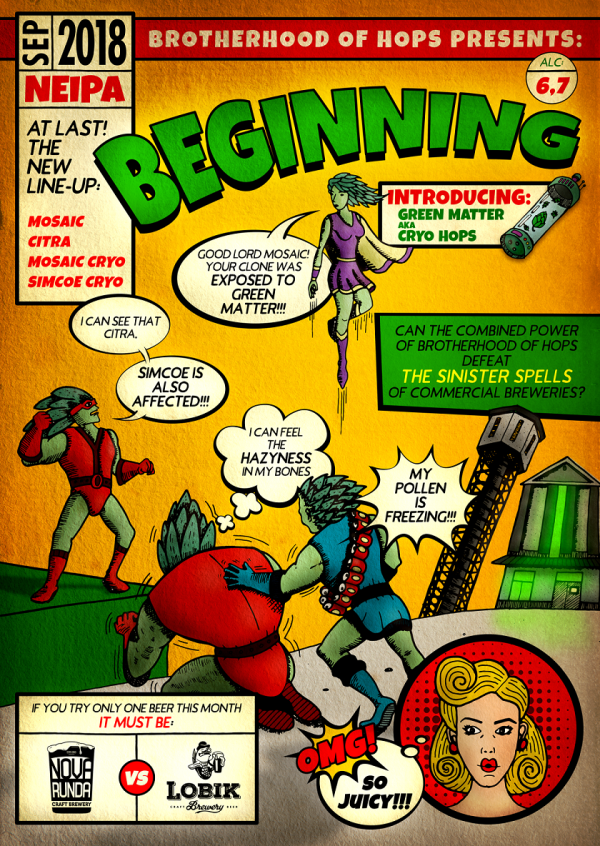 SEP
2018
BROTHERHOOD OF HOPS PRESENTS:
ALC:
6,7
NEIPA
AT LAST!
THE
NEW
LINE-UP:
MOSAIC
CITRA
MOSAIC CRYO
SIMCOE CRYO
BEGINNING
INTRODUCING:
GREEN MATTER
AKA
CRYO HOPS
GOOD LORD MOSAIC!
YOUR CLONE WAS
EXPOSED TO
GREEN
MATTER!!!
I CAN SEE THAT
CITRA.
SIMCOE IS
ALSO
AFFECTED!!!
CAN THE COMBINED POWER
OF BROTHERHOOD OF HOPS
DEFEAT
THE SINISTER SPELLS
OF COMMERCIAL BREWERIES?
I CAN FEEL
THE
HAZYNESS
IN MY BONES
MY
POLLEN
IS
FREEZING!!!
IF YOU TRY ONLY ONE BEER THIS MONTH
IT MUST BE:
NOVA
RUNDA
CRAFT BREWERY
VS
LOBIK
CRAFT Brewery
OMG!
SO
JUICY!!!